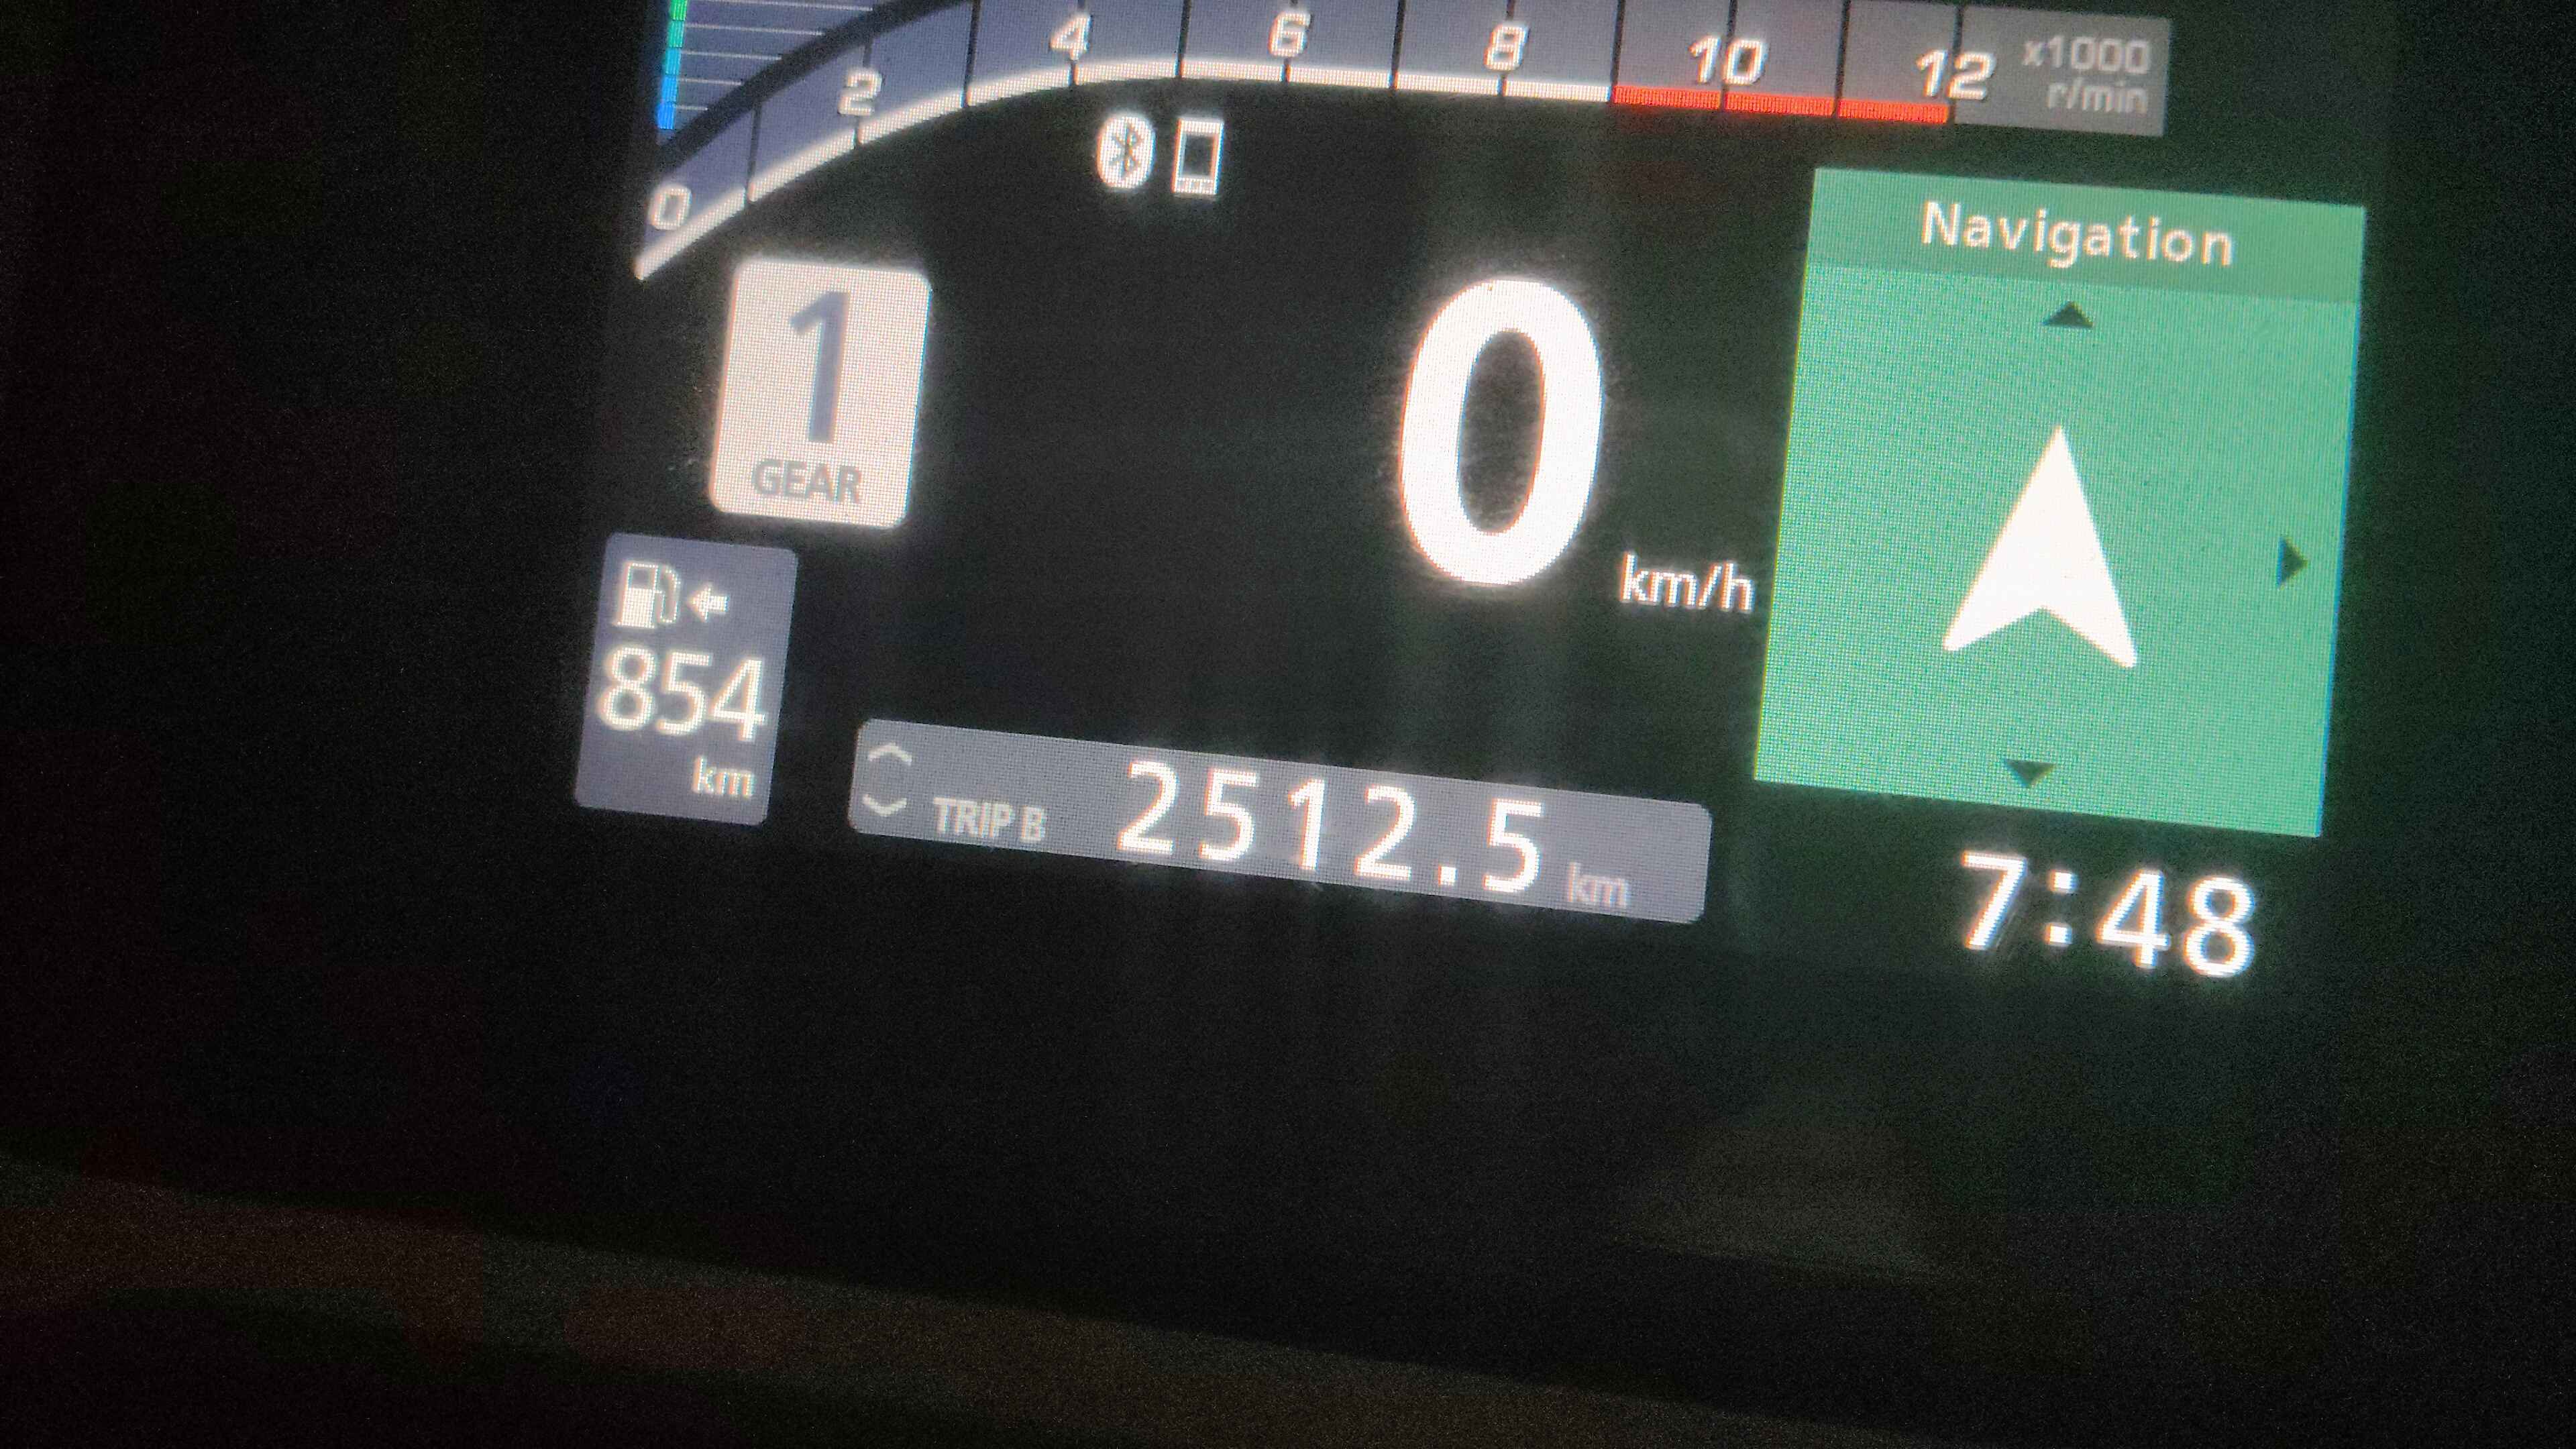 0 2 4 6 8 10 12 x1000
r/min
Navigation
1
GEAR
0 km/h
854
km
TRIP B 2512.5 km
7:48